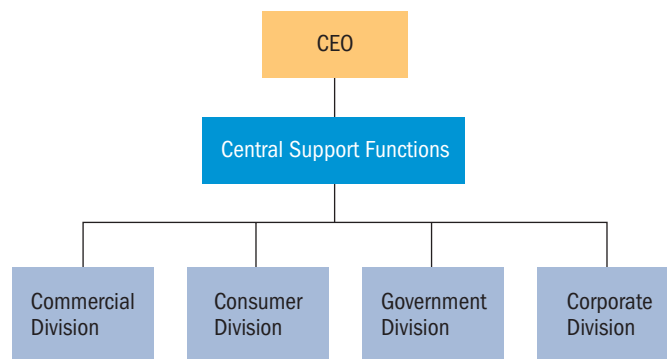 CEO
Central Support Functions
Commercial
Division
Consumer
Division
Government
Division
Corporate
Division